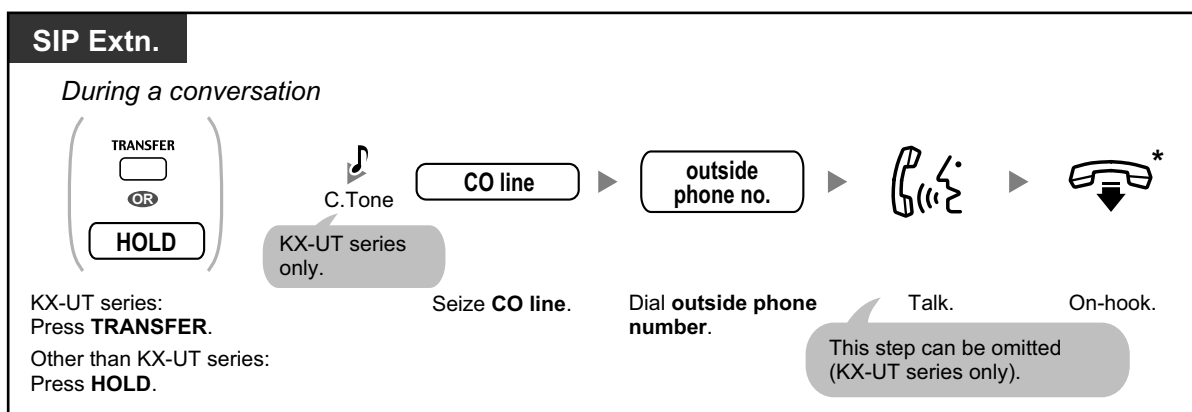 SIP Extn.
During a conversation
TRANSFER
OR
HOLD
C.Tone
KX-UT series
only.
CO line
outside
phone no.
*
KX-UT series:
Press TRANSFER.
Other than KX-UT series:
Press HOLD.
Seize CO line.
Dial outside phone
number.
Talk.
This step can be omitted
(KX-UT series only).
On-hook.